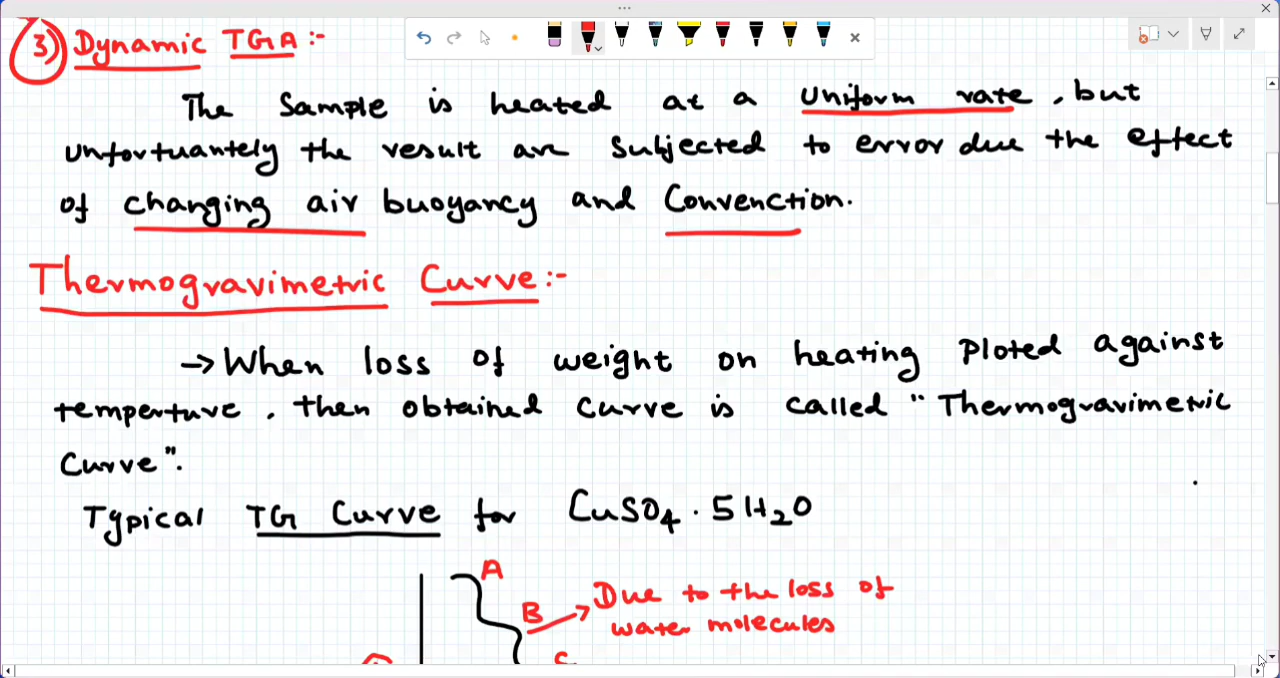 3) Dynamic TGA :-
The Sample is heated at a Uniform rate, but
unfortuantely the result are Subjected to error due the effect
of changing air buoyancy and Convenction.
Thermogravimetric Curve :-
→ When loss of weight on heating Ploted against
temperture, then obtained curve is called "Thermogravimetric
Curve".
Typical TG Curve for CuSO₄ . 5H₂O
A
B → Due to the loss of
water molecules